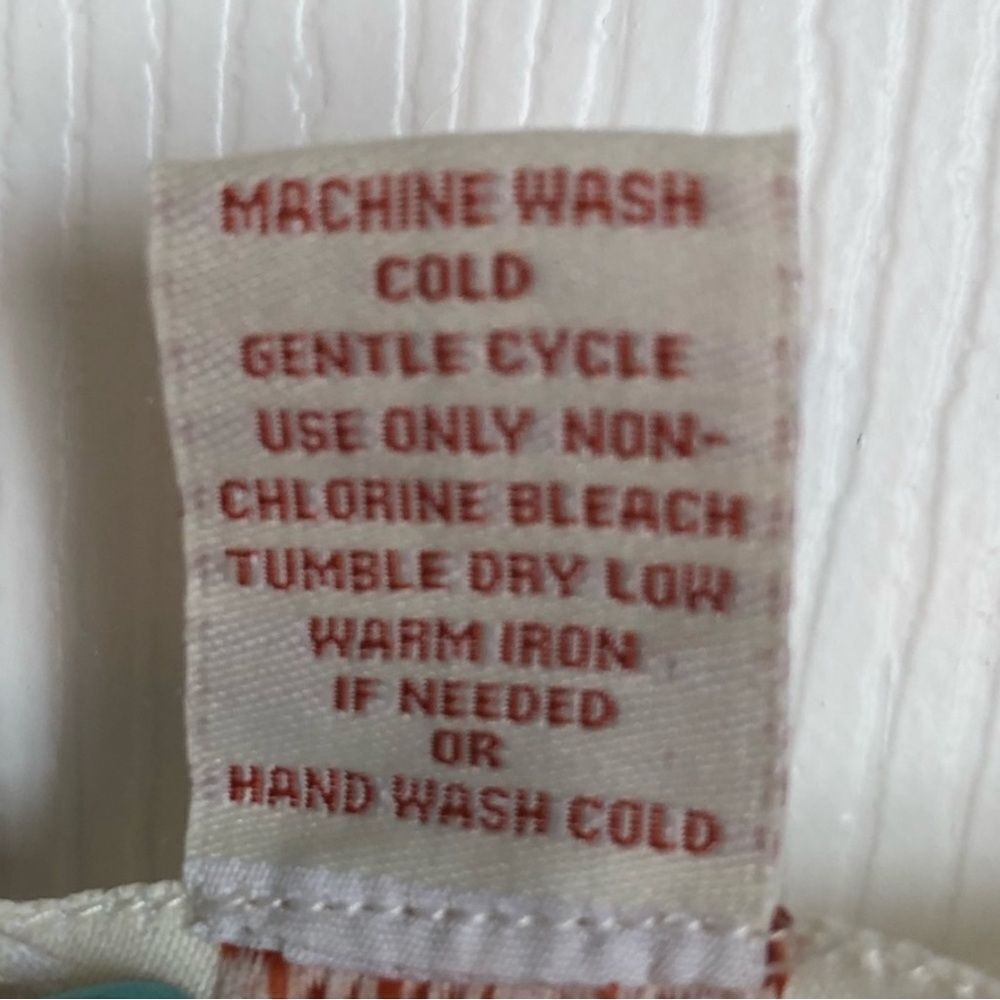 MACHINE WASH
COLD
GENTLE CYCLE
USE ONLY NON-
CHLORINE BLEACH
TUMBLE DRY LOW
WARM IRON
IF NEEDED
OR
HAND WASH COLD